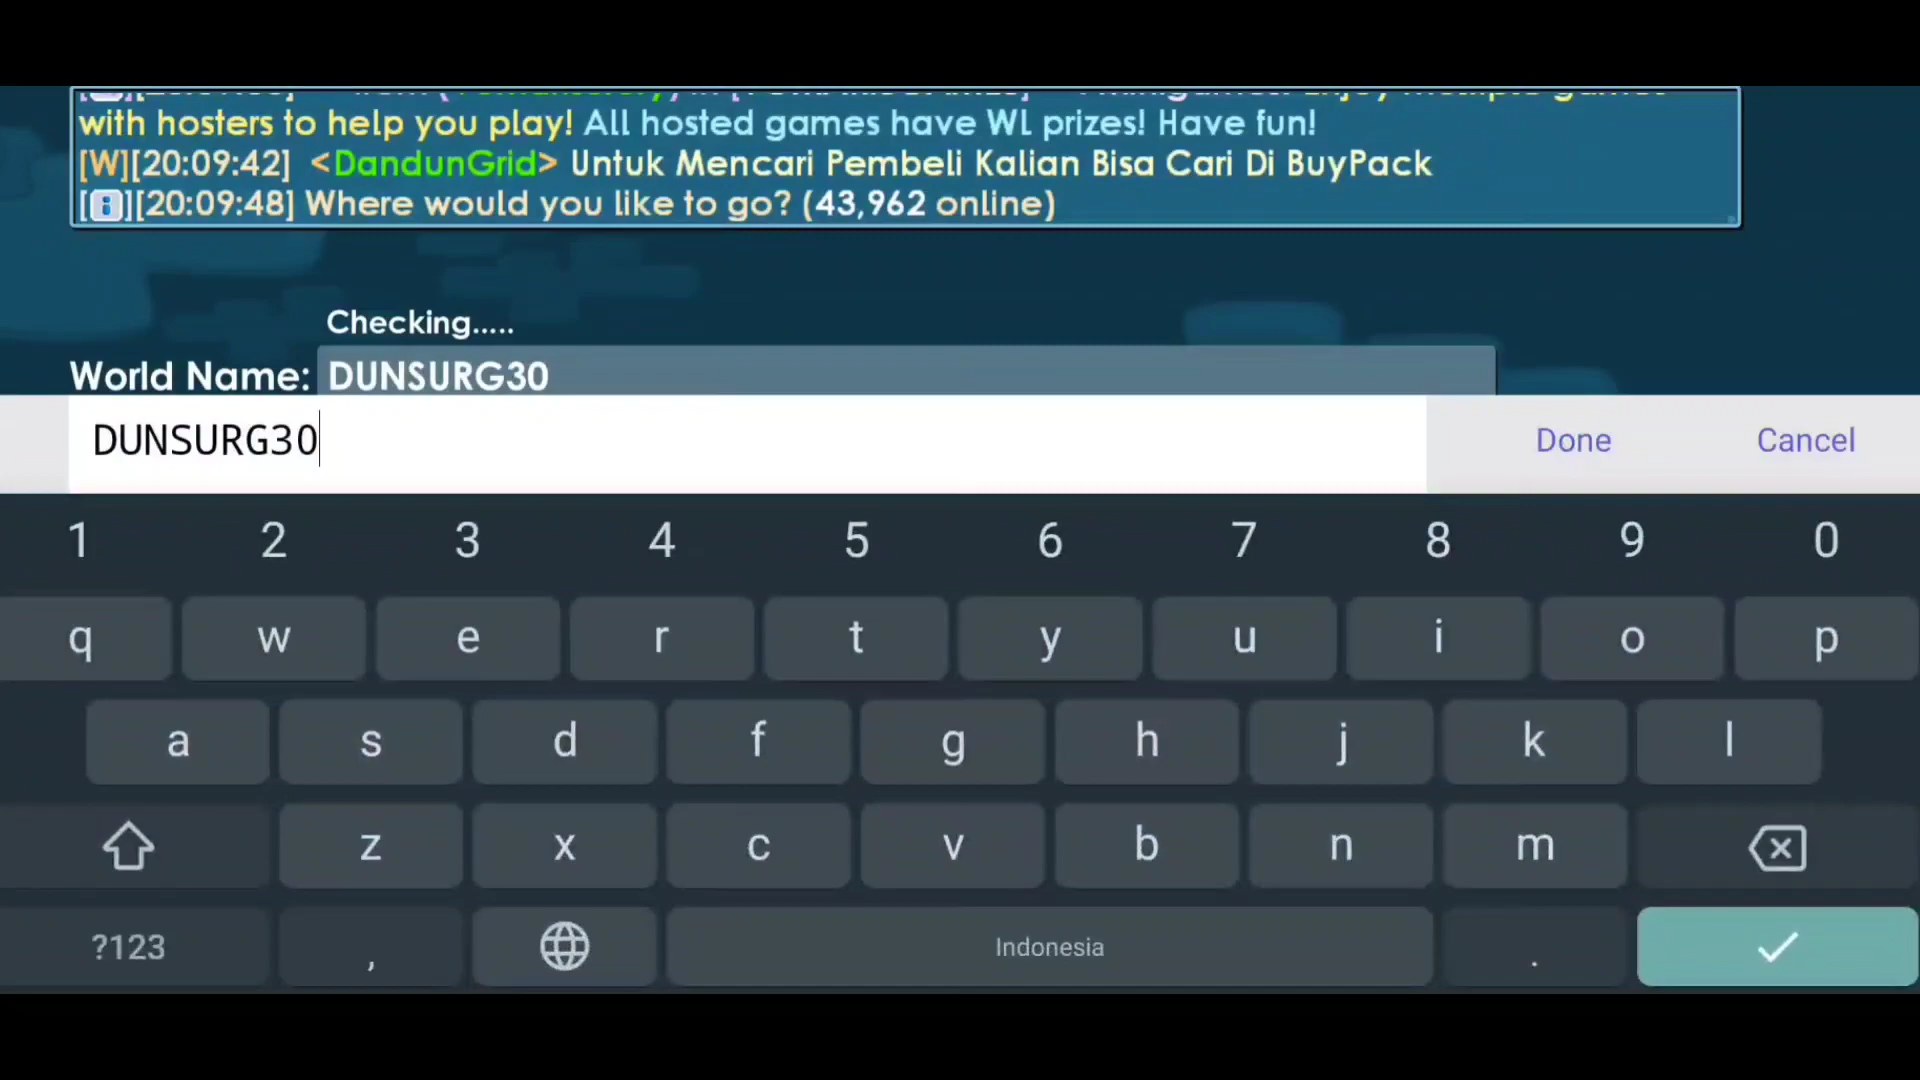 with hosters to help you play! All hosted games have WL prizes! Have fun!
[W][20:09:42] <DandunGrid> Untuk Mencari Pembeli Kalian Bisa Cari Di BuyPack
[i][20:09:48] Where would you like to go? (43,962 online)
Checking.....
World Name: DUNSURG30
DUNSURG30 Done Cancel
1 2 3 4 5 6 7 8 9 0
q w e r t y u i o p
a s d f g h j k l
z x c v b n m
?123 , Indonesia .